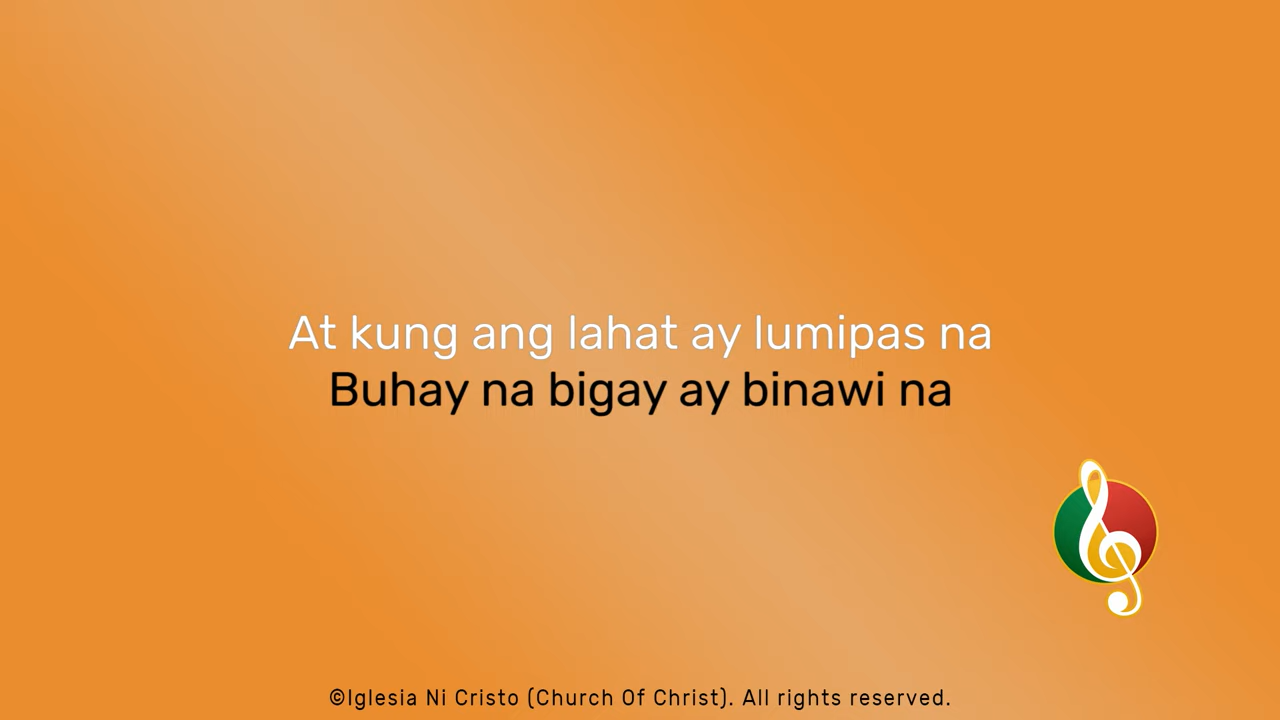 At kung ang lahat ay lumipas na
Buhay na bigay ay binawi na
©Iglesia Ni Cristo (Church Of Christ). All rights reserved.